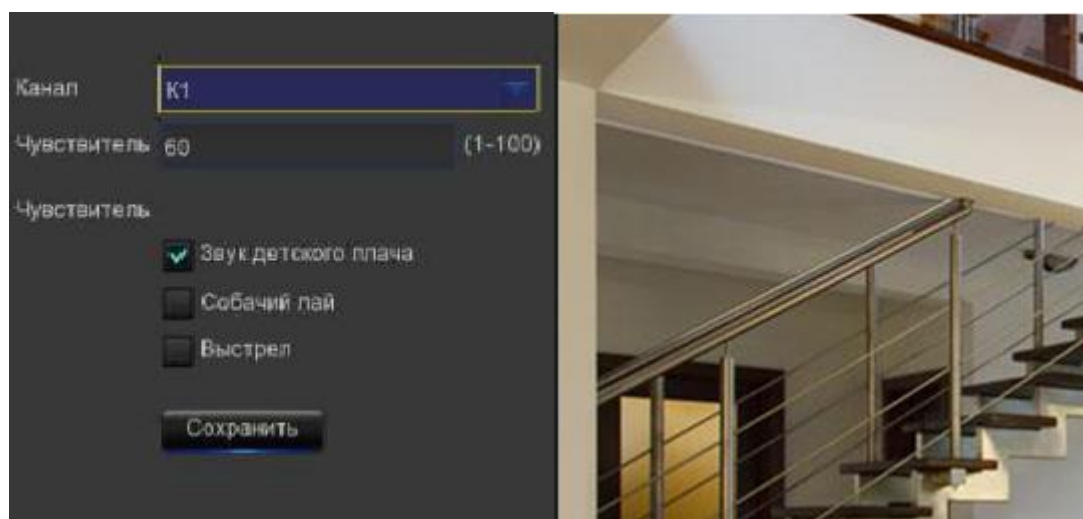 Канал К1
Чувствитель 60 (1-100)
Чувствитель
Звук детского плача
Собачий лай
Выстрел
Сохранить